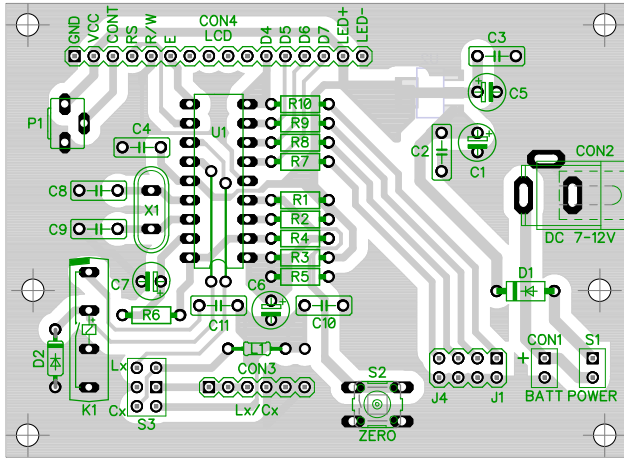 CON4
LCD
GND
VCC
CONT
RS
R/W
E
D4
D5
D6
D7
LED+
LED-
C3
C5
P1
U1
R10
R9
R8
R7
C4
C2
C1
CON2
C8
X1
R1
C9
R2
R4
R3
R5
DC 7-12V
C7
C6
D1
R6
C11
C10
D2
CON3
S2
CON1
S1
+
Lx
Cx
K1
S3
Lx/Cx
ZERO
J4
J1
BATT
POWER